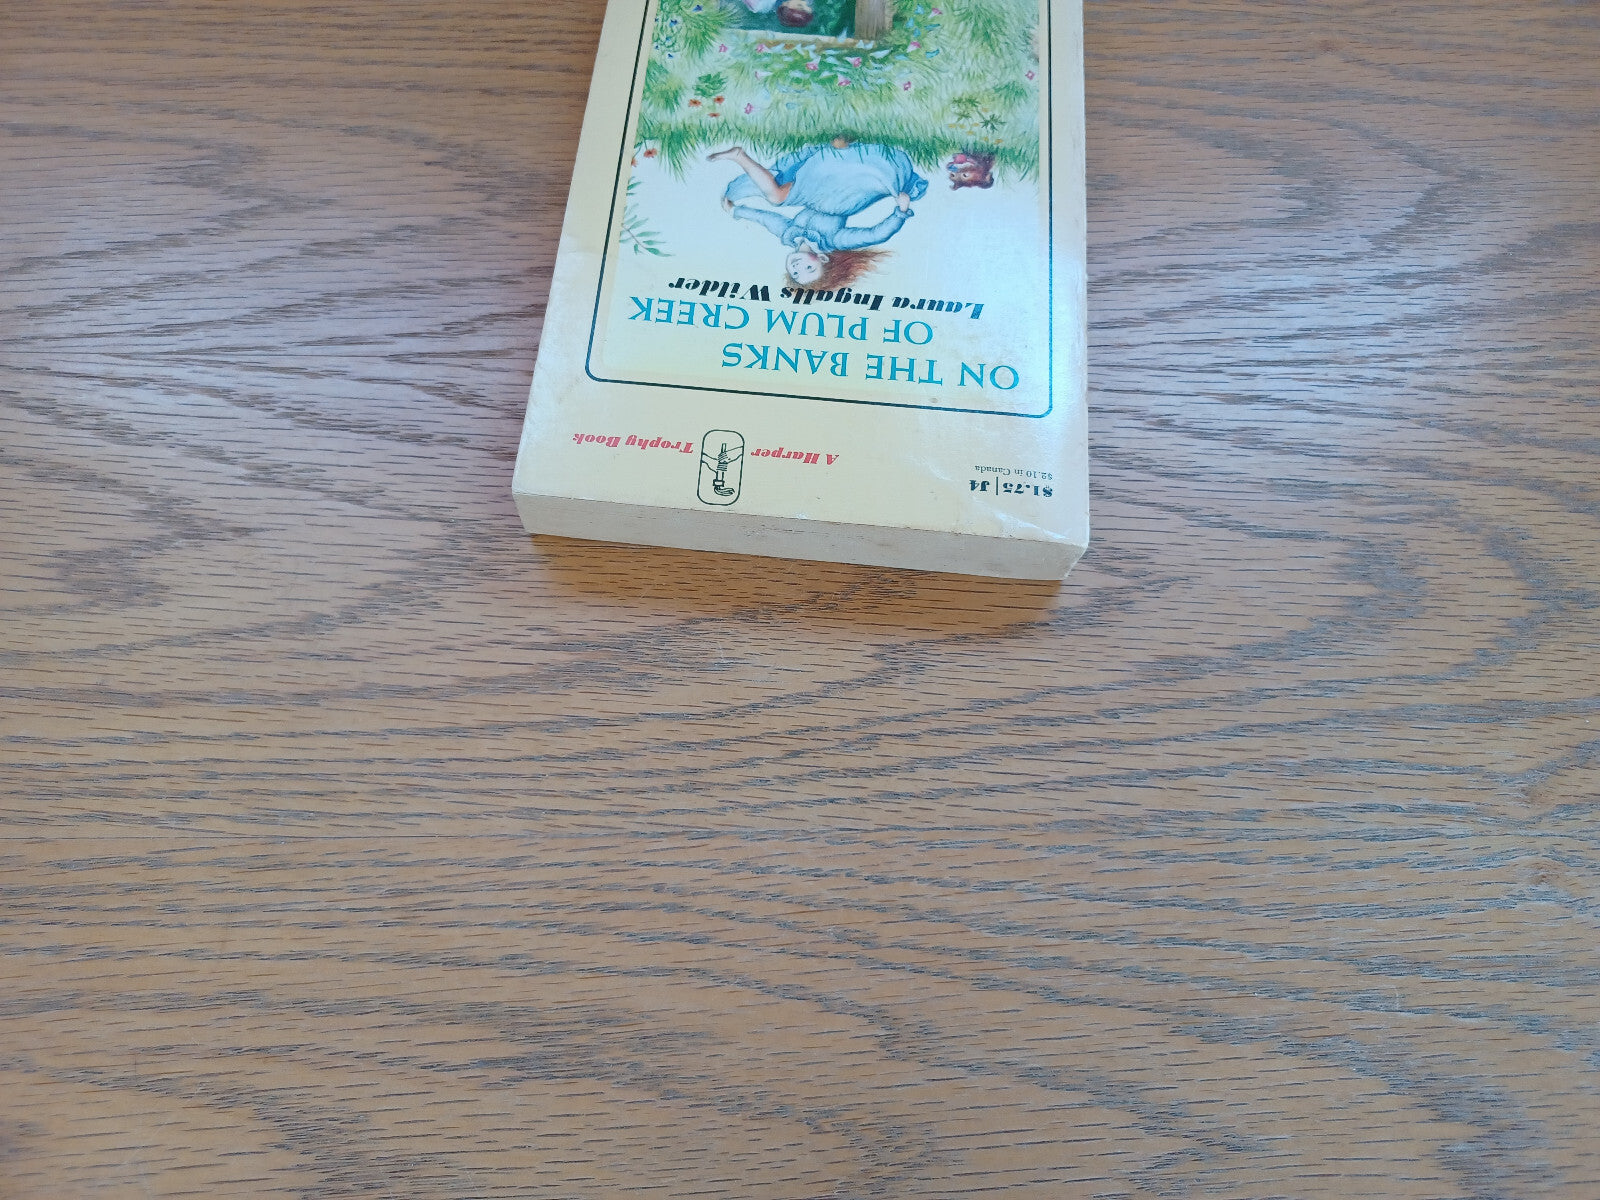 $1.75 | J4
$2.10 in Canada
A Harper Trophy Book
ON THE BANKS
OF PLUM CREEK
Laura Ingalls Wilder